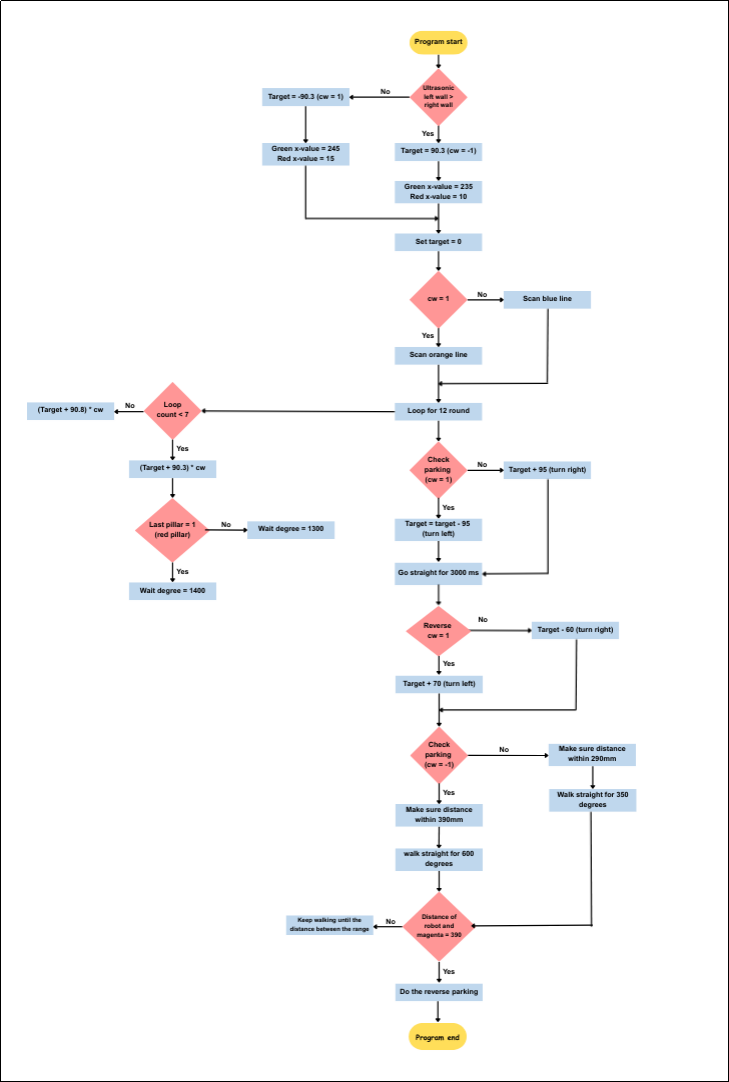 Program start
Ultrasonic
left wall >
right wall
No
Target = -90.3 (cw = 1)
Yes
Green x-value = 245
Red x-value = 15
Target = 90.3 (cw = -1)
Green x-value = 235
Red x-value = 10
Set target = 0
cw = 1
No
Scan blue line
Yes
Scan orange line
Loop for 12 round
Loop
count < 7
No
(Target + 90.8) * cw
Yes
(Target + 90.3) * cw
Last pillar = 1
(red pillar)
No
Wait degree = 1300
Yes
Wait degree = 1400
Check
parking
(cw = 1)
No
Target + 95 (turn right)
Yes
Target = target - 95
(turn left)
Go straight for 3000 ms
Reverse
cw = 1
No
Target - 60 (turn right)
Yes
Target + 70 (turn left)
Check
parking
(cw = -1)
No
Make sure distance
within 290mm
Walk straight for 350
degrees
Yes
Make sure distance
within 390mm
walk straight for 600
degrees
Distance of
robot and
magenta = 390
No
Keep walking until the
distance between the range
Yes
Do the reverse parking
Program end